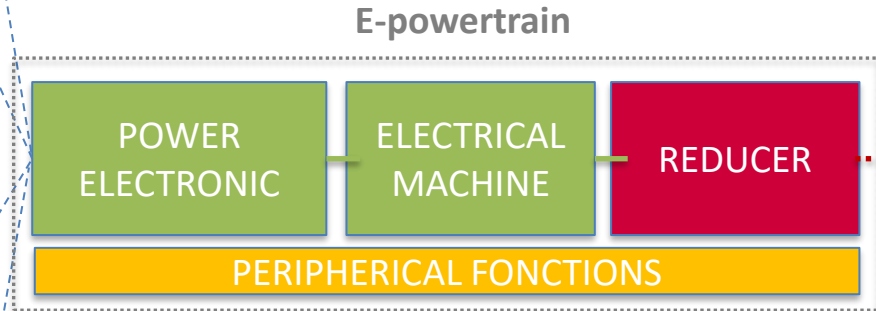 E-powertrain
POWER
ELECTRONIC
ELECTRICAL
MACHINE
REDUCER
PERIPHERICAL FONCTIONS